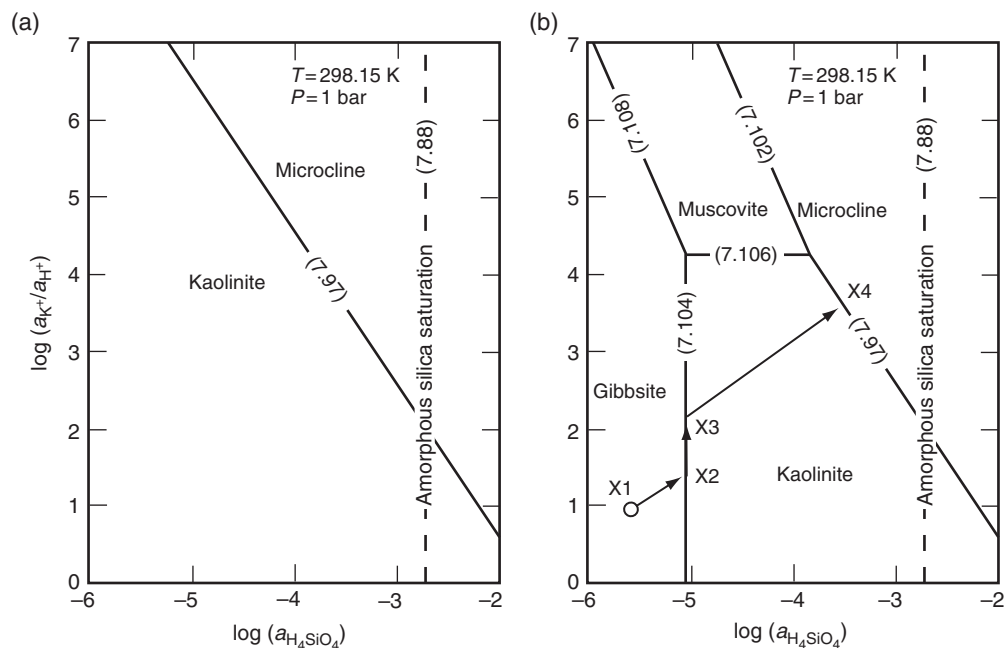 (a)
7
6
5
4
3
2
1
0
log (aK+/aH+)
T = 298.15 K
P = 1 bar
Microcline
Kaolinite
(7.97)
(7.88)
Amorphous silica saturation
–6
–5
–4
–3
–2
log (aH4SiO4)
(b)
7
6
5
4
3
2
1
0
T = 298.15 K
P = 1 bar
(7.108)
(7.102)
(7.88)
Muscovite
Microcline
(7.106)
(7.104)
X4
(7.97)
Amorphous silica saturation
Gibbsite
X3
X1
X2
Kaolinite
–6
–5
–4
–3
–2
log (aH4SiO4)